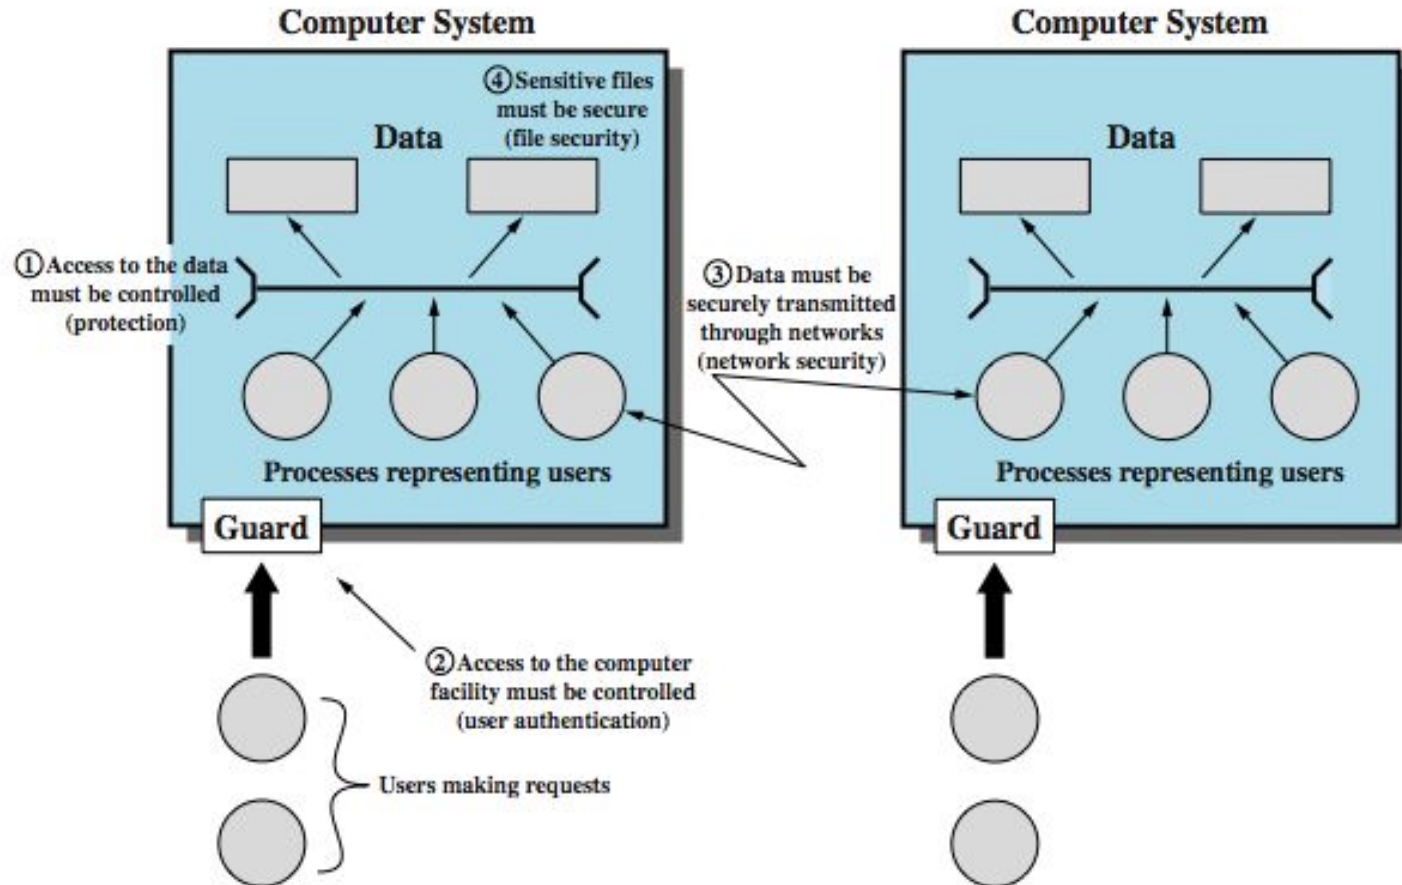 Computer System
④Sensitive files
must be secure
(file security)
Data
①Access to the data
must be controlled
(protection)
Processes representing users
Guard
②Access to the computer
facility must be controlled
(user authentication)
Users making requests
③Data must be
securely transmitted
through networks
(network security)
Computer System
Data
Processes representing users
Guard